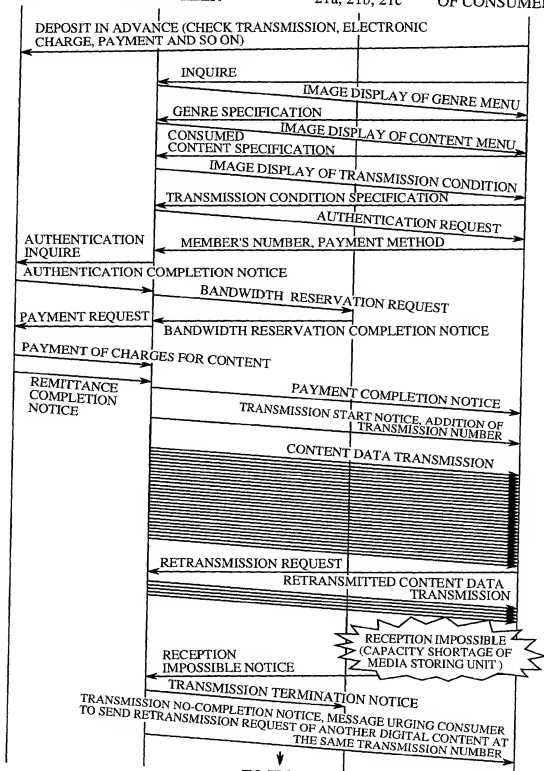 21a, 21b, 21c
OF CONSUMER
DEPOSIT IN ADVANCE (CHECK TRANSMISSION, ELECTRONIC
CHARGE, PAYMENT AND SO ON)
INQUIRE
IMAGE DISPLAY OF GENRE MENU
GENRE SPECIFICATION
IMAGE DISPLAY OF CONTENT MENU
CONSUMED
CONTENT SPECIFICATION
IMAGE DISPLAY OF TRANSMISSION CONDITION
TRANSMISSION CONDITION SPECIFICATION
AUTHENTICATION REQUEST
AUTHENTICATION
INQUIRE
MEMBER'S NUMBER, PAYMENT METHOD
AUTHENTICATION COMPLETION NOTICE
BANDWIDTH RESERVATION REQUEST
PAYMENT REQUEST
BANDWIDTH RESERVATION COMPLETION NOTICE
PAYMENT OF CHARGES FOR CONTENT
REMITTANCE
COMPLETION
NOTICE
PAYMENT COMPLETION NOTICE
TRANSMISSION START NOTICE, ADDITION OF
TRANSMISSION NUMBER
CONTENT DATA TRANSMISSION
RETRANSMISSION REQUEST
RETRANSMITTED CONTENT DATA
TRANSMISSION
RECEPTION IMPOSSIBLE
(CAPACITY SHORTAGE OF
MEDIA STORING UNIT)
RECEPTION
IMPOSSIBLE NOTICE
TRANSMISSION TERMINATION NOTICE
TRANSMISSION NO-COMPLETION NOTICE, MESSAGE URGING CONSUMER
TO SEND RETRANSMISSION REQUEST OF ANOTHER DIGITAL CONTENT AT
THE SAME TRANSMISSION NUMBER